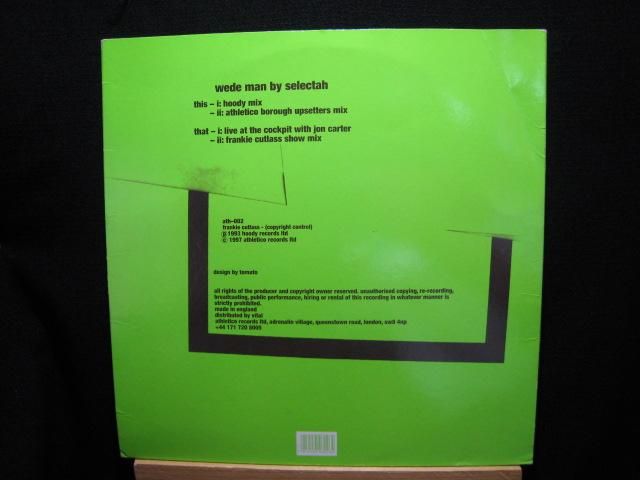 wede man by selectah
this – i: hoody mix
– ii: athletico borough upsetters mix
that – i: live at the cockpit with jon carter
– ii: frankie cutlass show mix
ath-002
frankie cutlass - (copyright control)
℗ 1993 hoody records ltd
© 1997 athletico records ltd
design by tomato
all rights of the producer and copyright owner reserved. unauthorised copying, re-recording,
broadcasting, public performance, hiring or rental of this recording in whatever manner is
strictly prohibited.
made in england
distributed by vital
athletico records ltd, adrenalin village, queenstown road, london, sw8 4np
+44 171 720 0005